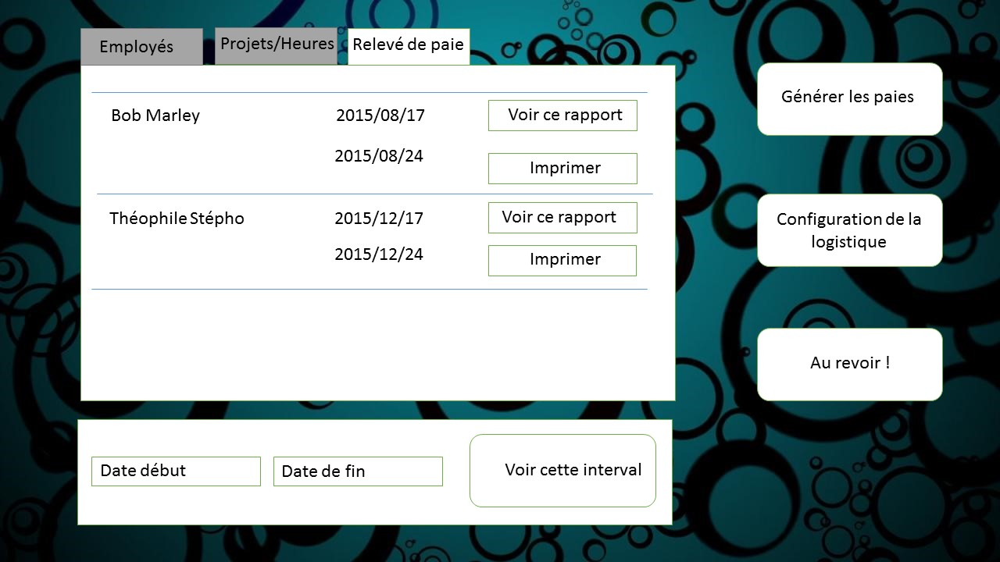 Employés
Projets/Heures
Relevé de paie
Bob Marley
2015/08/17
Voir ce rapport
2015/08/24
Imprimer
Théophile Stépho
2015/12/17
Voir ce rapport
2015/12/24
Imprimer
Date début
Date de fin
Voir cette interval
Générer les paies
Configuration de la
logistique
Au revoir !